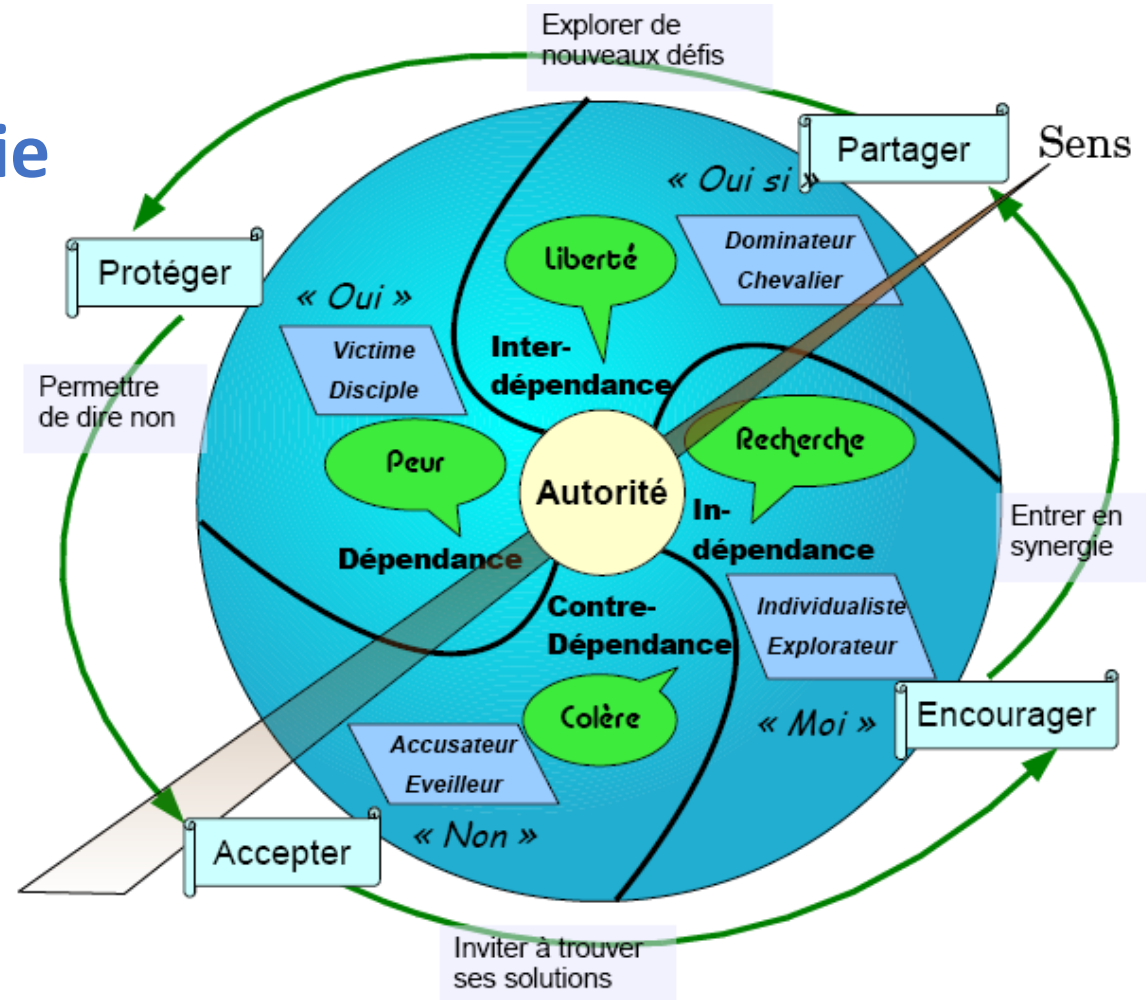 Explorer de
nouveaux défis
ie
Partager
Sens
« Oui si »
Dominateur
Chevalier
Liberté
Protéger
« Oui »
Victime
Disciple
Inter-
dépendance
Permettre
de dire non
Peur
Recherche
Autorité
In-
dépendance
Entrer en
synergie
Dépendance
Contre-
Dépendance
Individualiste
Explorateur
Colère
« Moi »
Encourager
Accusateur
Eveilleur
« Non »
Accepter
Inviter à trouver
ses solutions